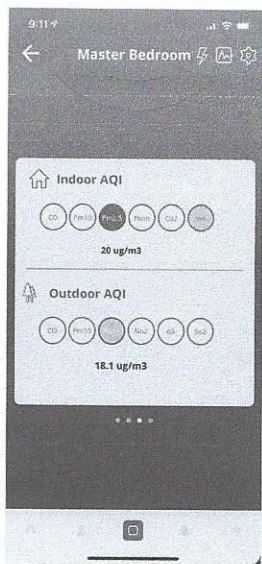 9:11
Master Bedroom
Indoor AQI
CO Pm10 Pm2.5 Hum Co2
20 ug/m3
Outdoor AQI
CO Pm10 No2 o3 So2
18.1 ug/m3